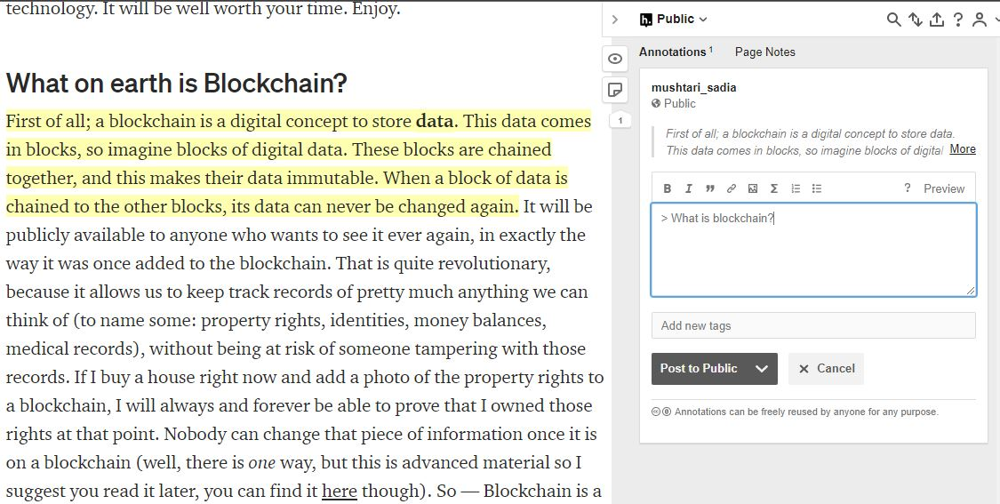 technology. It will be well worth your time. Enjoy.
What on earth is Blockchain?
First of all; a blockchain is a digital concept to store data. This data comes
in blocks, so imagine blocks of digital data. These blocks are chained
together, and this makes their data immutable. When a block of data is
chained to the other blocks, its data can never be changed again. It will be
publicly available to anyone who wants to see it ever again, in exactly the
way it was once added to the blockchain. That is quite revolutionary,
because it allows us to keep track records of pretty much anything we can
think of (to name some: property rights, identities, money balances,
medical records), without being at risk of someone tampering with those
records. If I buy a house right now and add a photo of the property rights to
a blockchain, I will always and forever be able to prove that I owned those
rights at that point. Nobody can change that piece of information once it is
on a blockchain (well, there is one way, but this is advanced material so I
suggest you read it later, you can find it here though). So — Blockchain is a
h. Public
?
1
Annotations 1 Page Notes
mushtari_sadia
Public
First of all; a blockchain is a digital concept to store data.
This data comes in blocks, so imagine blocks of digital More
B I ” Σ ? Preview
> What is blockchain?
Add new tags
Post to Public Cancel
Annotations can be freely reused by anyone for any purpose.